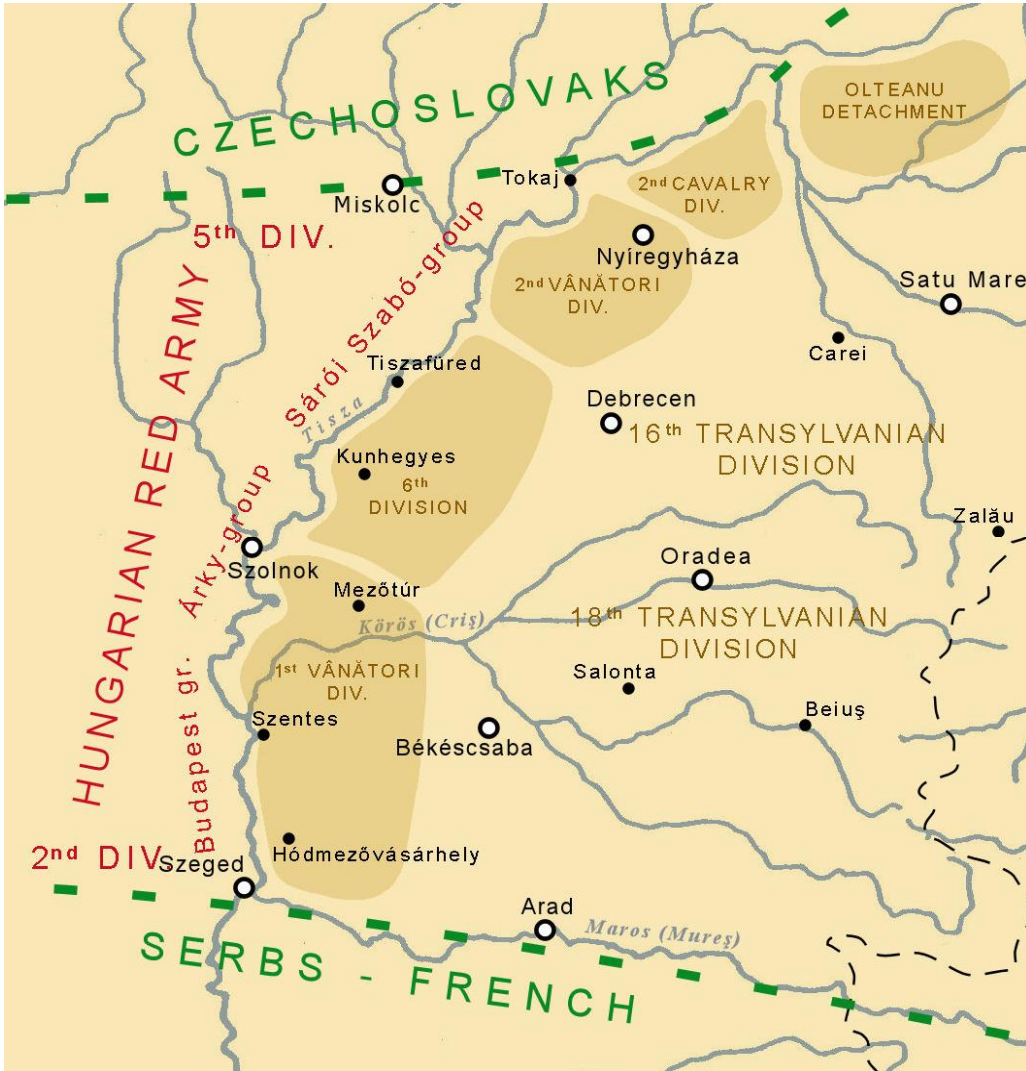 CZECHOSLOVAKS
OLTEANU
DETACHMENT
Tokaj
2nd CAVALRY
DIV.
Miskolc
5th DIV.
Nyíregyháza
2nd VÂNĂTORI
DIV.
Satu Mare
Sárói Szabó-group
HUNGARIAN RED ARMY
Carei
Tiszafüred
Tisza
Debrecen
16th TRANSYLVANIAN
DIVISION
Kunhegyes
6th
DIVISION
Árky-group
Zalău
Szolnok
Oradea
Mezőtúr
Körös (Criş)
18th TRANSYLVANIAN
DIVISION
1st VÂNĂTORI
DIV.
Salonta
Beiuş
Szentes
Békéscsaba
Budapest gr.
Hódmezővásárhely
2nd DIV.
Szeged
Arad
Maros (Mureş)
SERBS - FRENCH